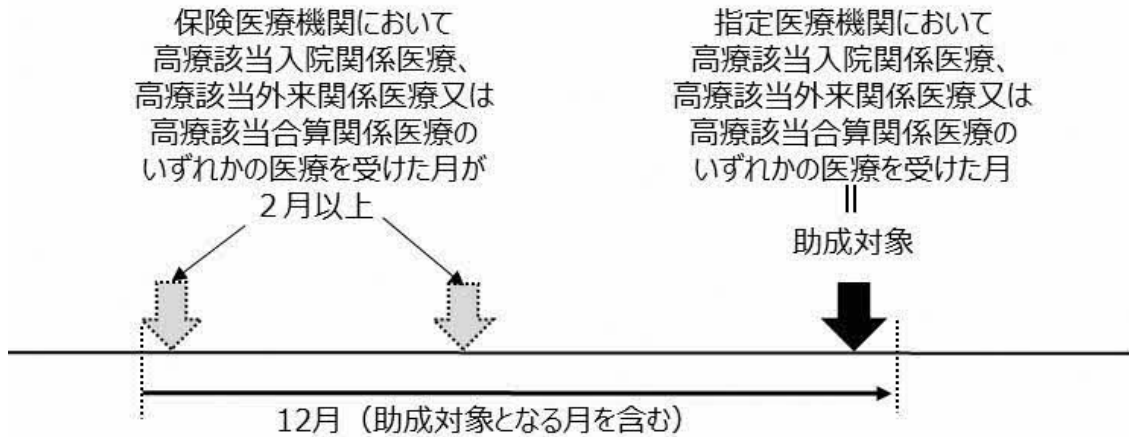 保険医療機関において
高療該当入院関係医療、
高療該当外来関係医療又は
高療該当合算関係医療の
いずれかの医療を受けた月が
２月以上
指定医療機関において
高療該当入院関係医療、
高療該当外来関係医療又は
高療該当合算関係医療の
いずれかの医療を受けた月
||
助成対象
12月（助成対象となる月を含む）